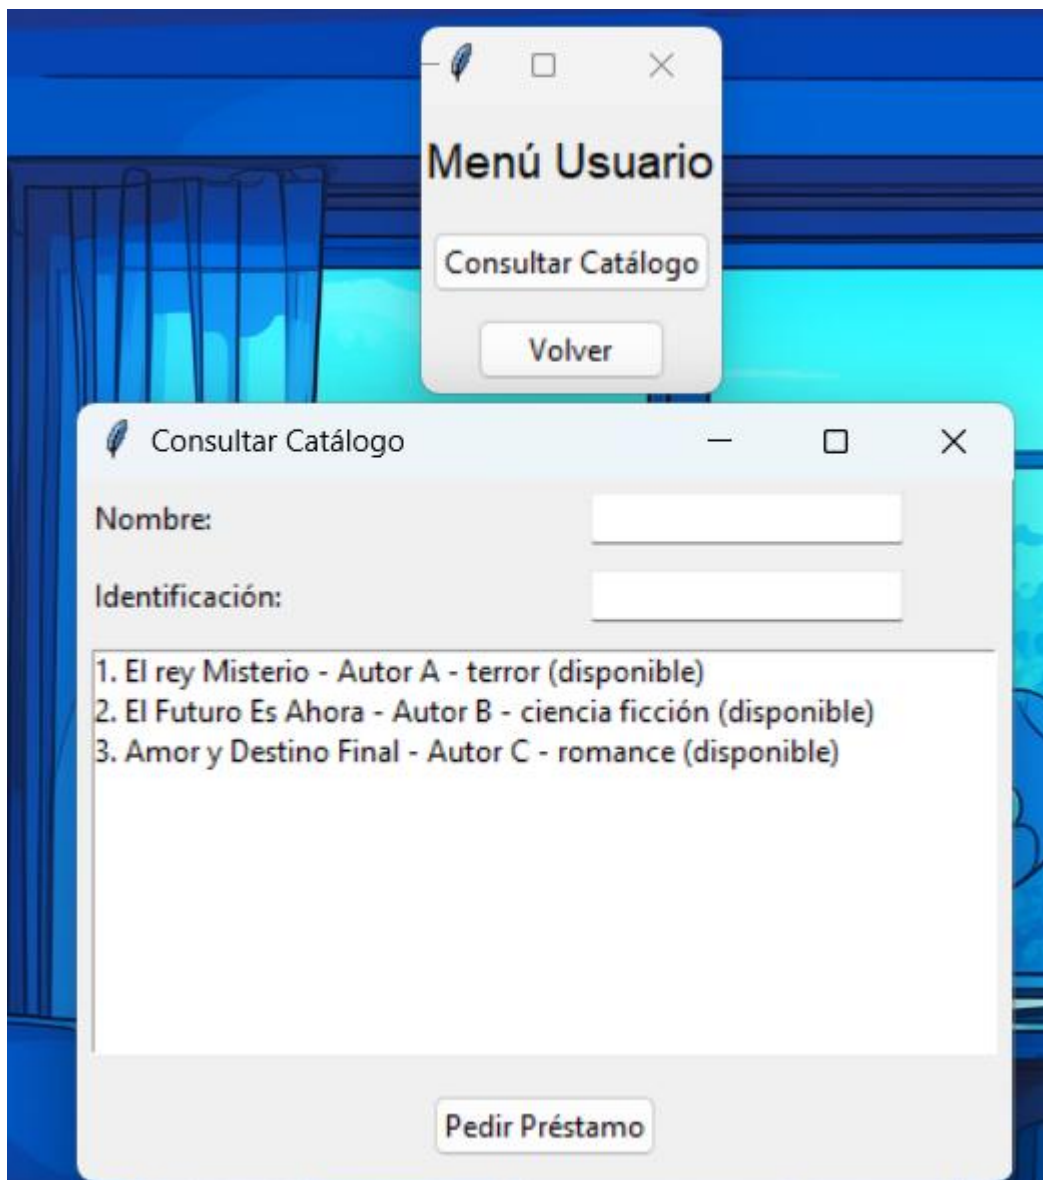 Menú Usuario
Consultar Catálogo
Volver
Consultar Catálogo
Nombre:
Identificación:
1. El rey Misterio - Autor A - terror (disponible)
2. El Futuro Es Ahora - Autor B - ciencia ficción (disponible)
3. Amor y Destino Final - Autor C - romance (disponible)
Pedir Préstamo